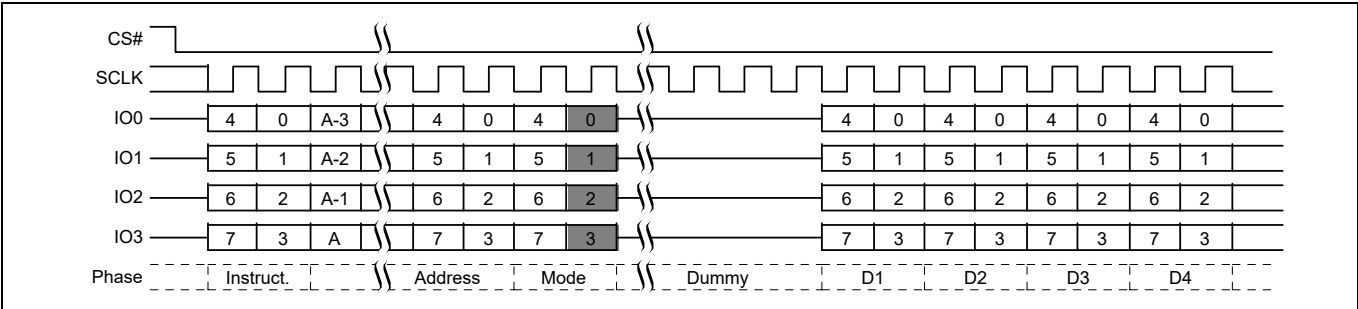 CS#
SCLK
IO0 4 0 A-3 4 0 4 0 4 0 4 0 4 0 4 0
IO1 5 1 A-2 5 1 5 1 5 1 5 1 5 1 5 1
IO2 6 2 A-1 6 2 6 2 6 2 6 2 6 2 6 2
IO3 7 3 A 7 3 7 3 7 3 7 3 7 3 7 3
Phase Instruct. Address Mode Dummy D1 D2 D3 D4